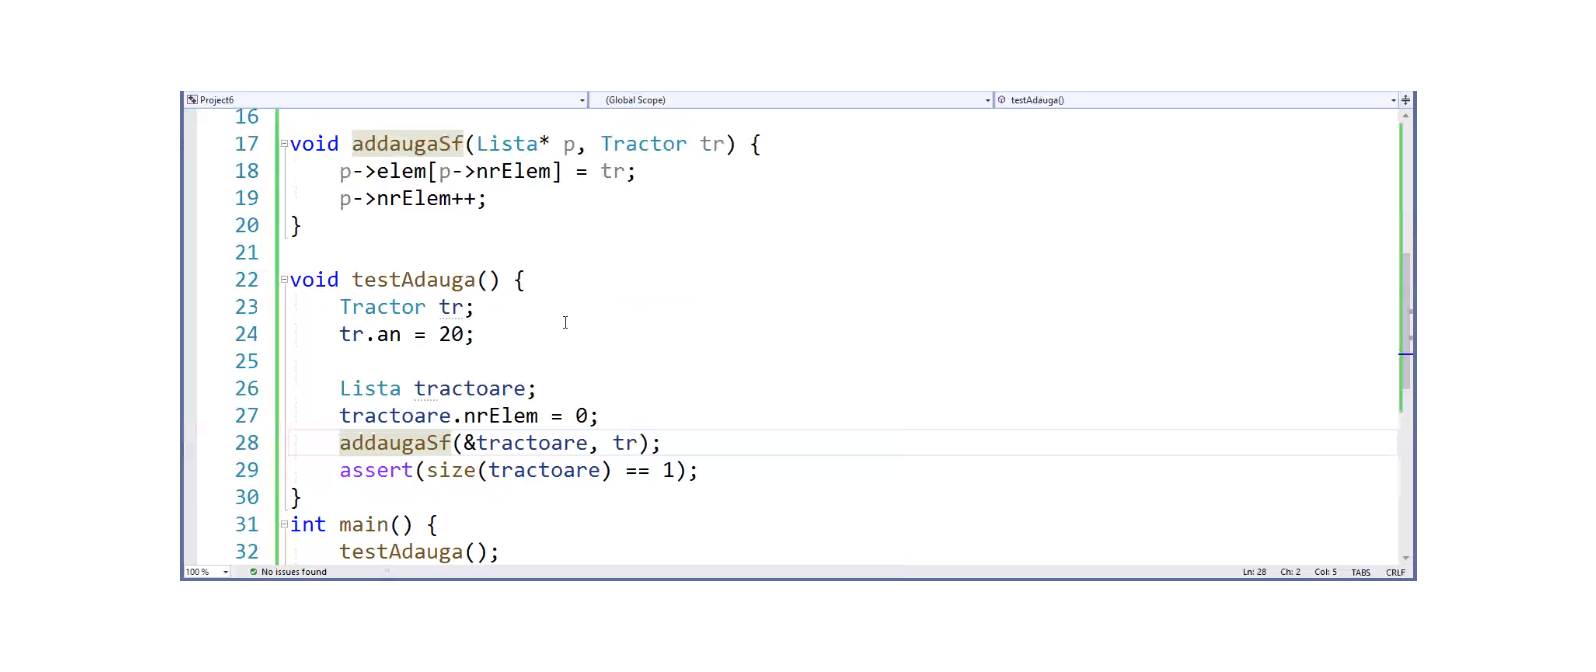 Project6 (Global Scope) testAdauga()
16
17 void addaugaSf(Lista* p, Tractor tr) {
18 p->elem[p->nrElem] = tr;
19 p->nrElem++;
20 }
21
22 void testAdauga() {
23 Tractor tr;
24 tr.an = 20;
25
26 Lista tractoare;
27 tractoare.nrElem = 0;
28 addaugaSf(&tractoare, tr);
29 assert(size(tractoare) == 1);
30 }
31 int main() {
32 testAdauga();
100 % No issues found Ln: 28 Ch: 2 Col: 5 TABS CRLF